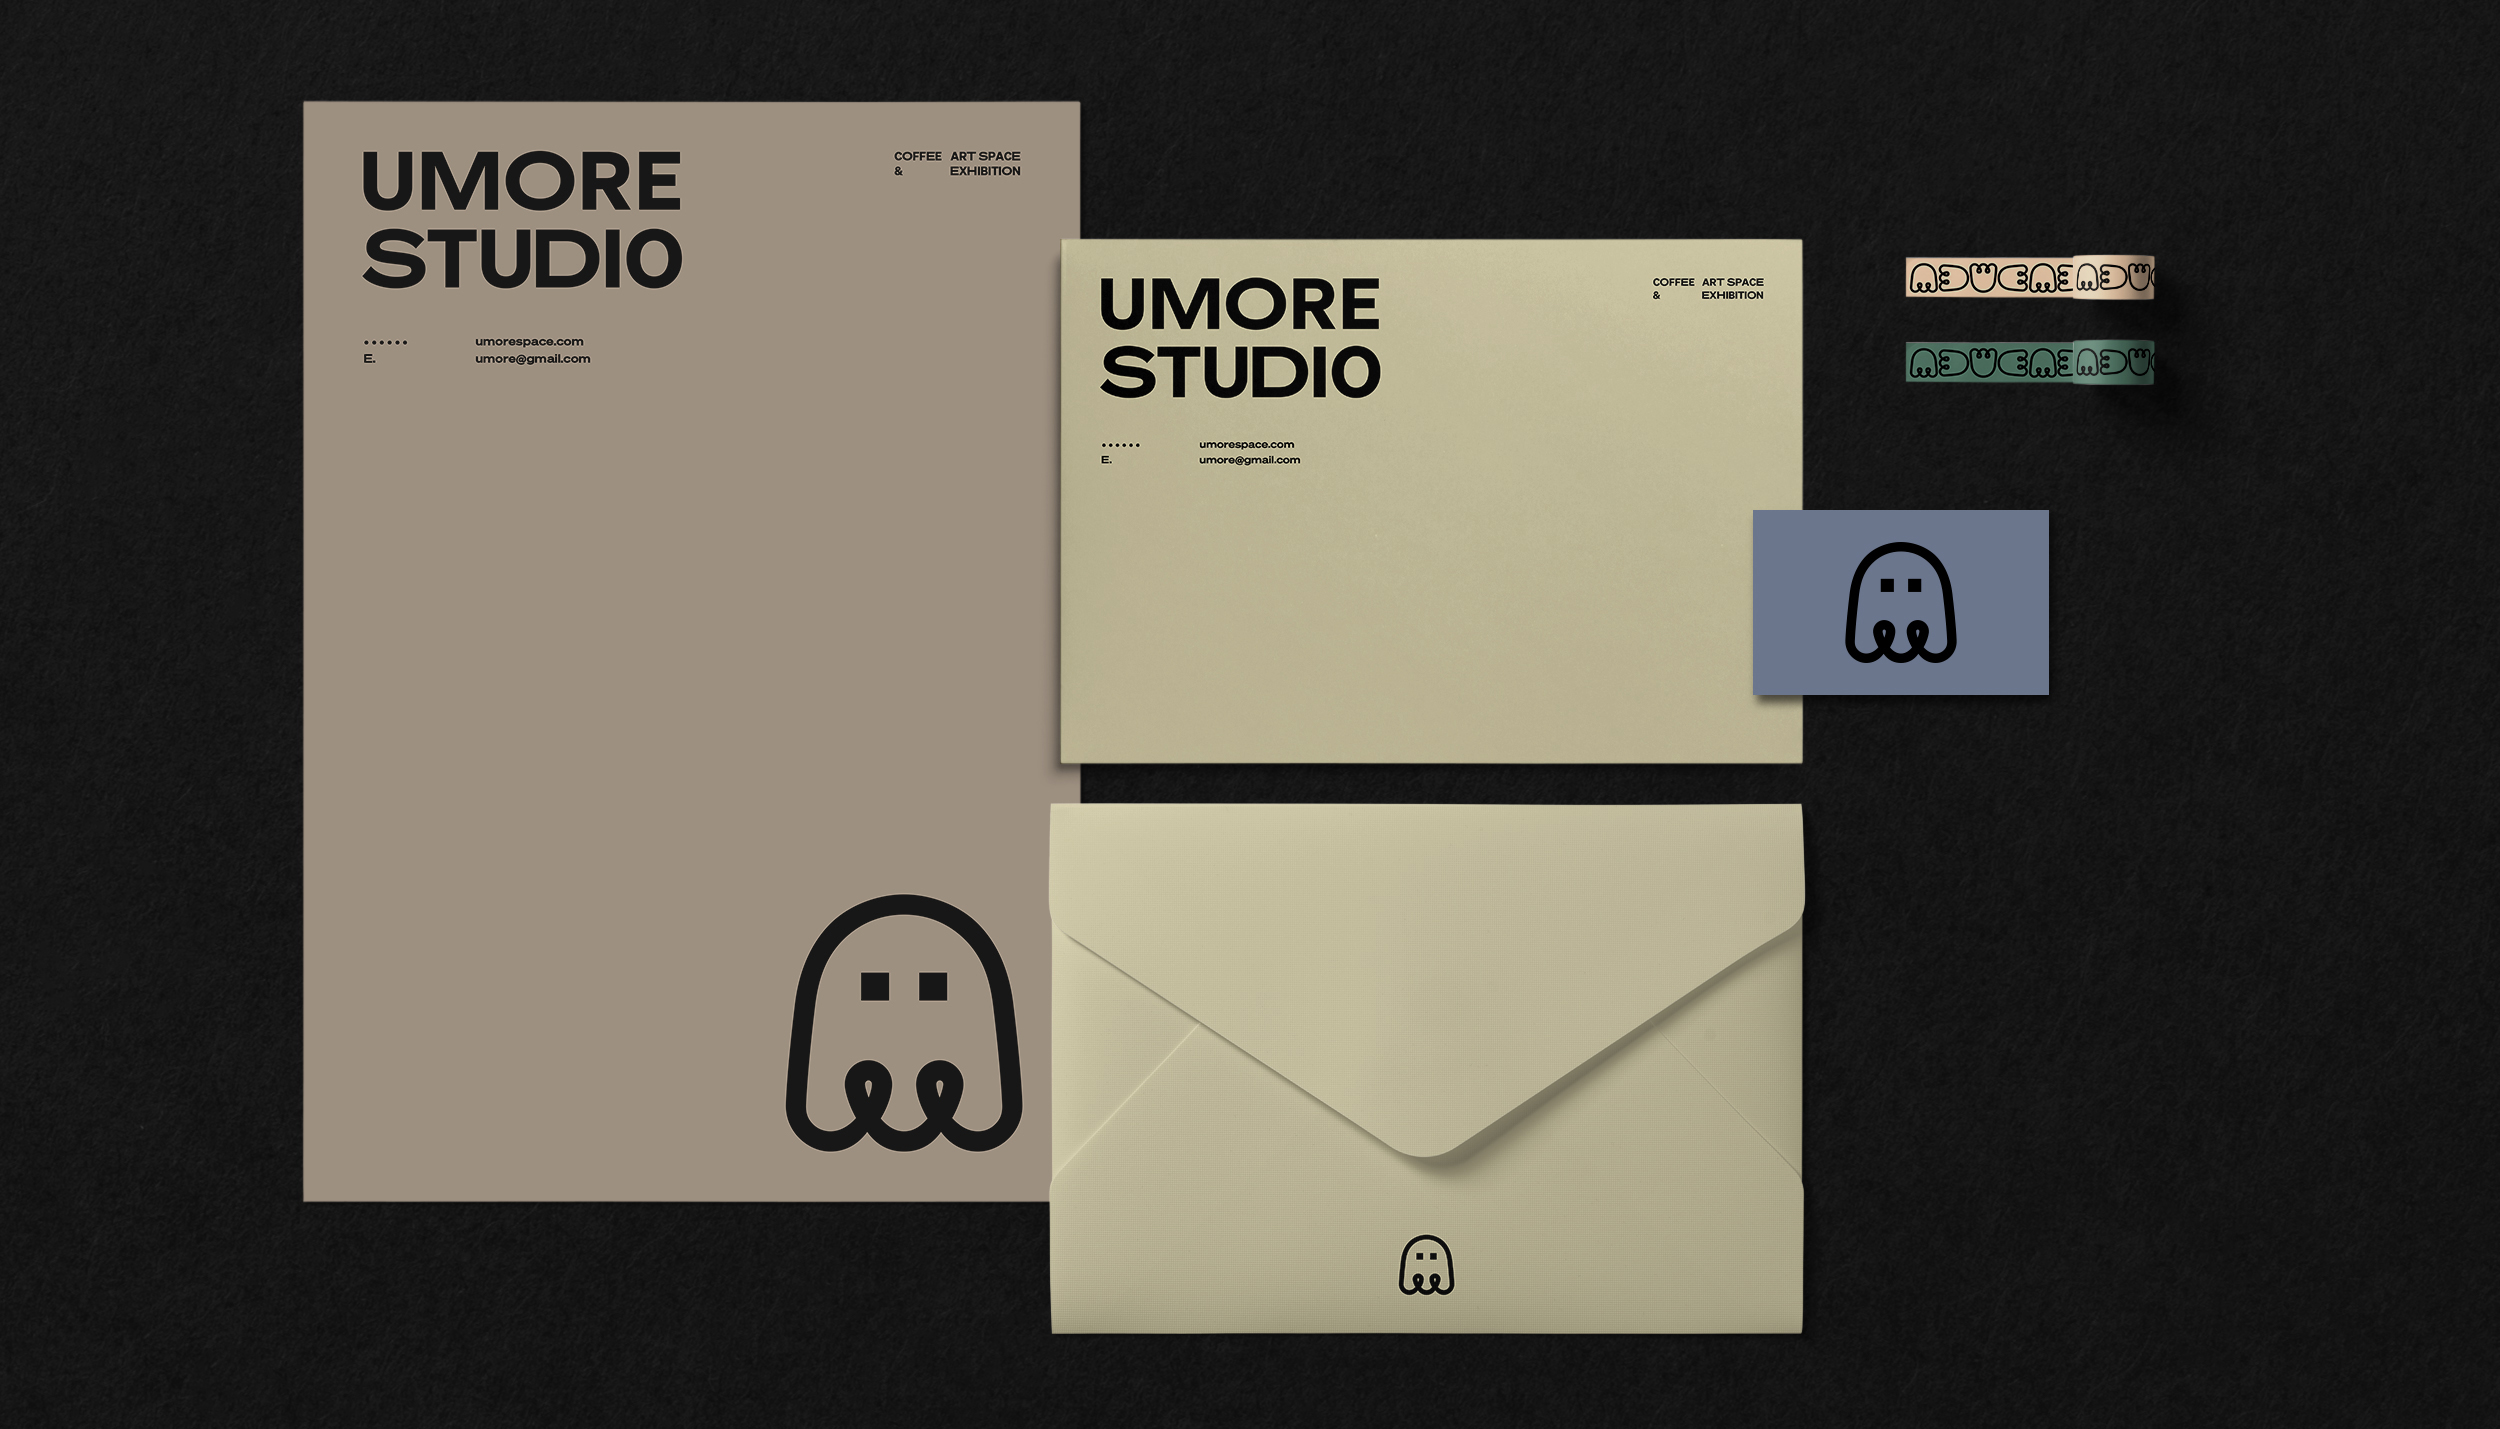 UMORE
STUDIO
COFFEE ART SPACE
& EXHIBITION
...... umorespace.com
E. umore@gmail.com
UMORE
STUDIO
COFFEE ART SPACE
& EXHIBITION
...... umorespace.com
E. umore@gmail.com